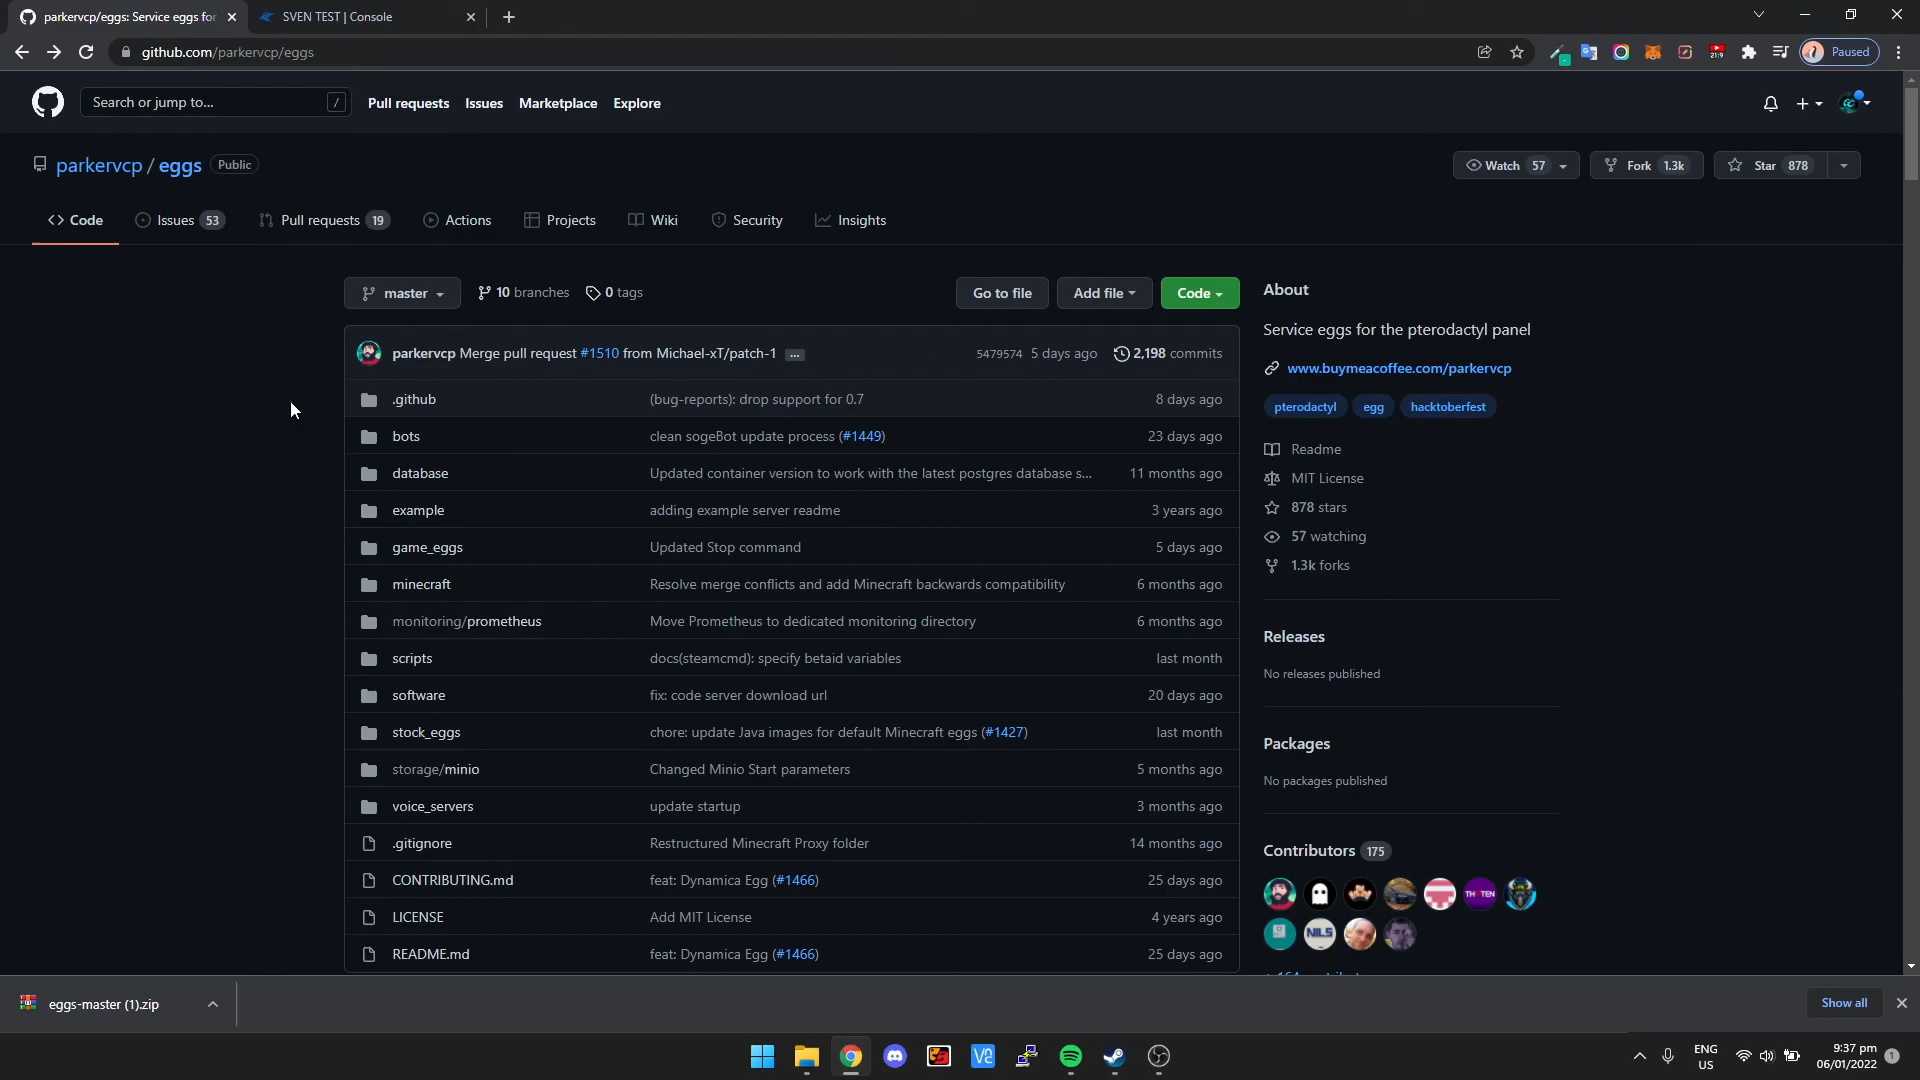 parkervcp/eggs: Service eggs for
SVEN TEST | Console
github.com/parkervcp/eggs
21:9
Paused
Search or jump to...
/
Pull requests
Issues
Marketplace
Explore
parkervcp / eggs Public
Watch 57
Fork 1.3k
Star 878
Code
Issues 53
Pull requests 19
Actions
Projects
Wiki
Security
Insights
master
10 branches
0 tags
Go to file
Add file
Code
parkervcp Merge pull request #1510 from Michael-xT/patch-1 ...
5479574 5 days ago 2,198 commits
.github (bug-reports): drop support for 0.7 8 days ago
bots clean sogeBot update process (#1449) 23 days ago
database Updated container version to work with the latest postgres database s... 11 months ago
example adding example server readme 3 years ago
game_eggs Updated Stop command 5 days ago
minecraft Resolve merge conflicts and add Minecraft backwards compatibility 6 months ago
monitoring/prometheus Move Prometheus to dedicated monitoring directory 6 months ago
scripts docs(steamcmd): specify betaid variables last month
software fix: code server download url 20 days ago
stock_eggs chore: update Java images for default Minecraft eggs (#1427) last month
storage/minio Changed Minio Start parameters 5 months ago
voice_servers update startup 3 months ago
.gitignore Restructured Minecraft Proxy folder 14 months ago
CONTRIBUTING.md feat: Dynamica Egg (#1466) 25 days ago
LICENSE Add MIT License 4 years ago
README.md feat: Dynamica Egg (#1466) 25 days ago
About
Service eggs for the pterodactyl panel
www.buymeacoffee.com/parkervcp
pterodactyl egg hacktoberfest
Readme
MIT License
878 stars
57 watching
1.3k forks
Releases
No releases published
Packages
No packages published
Contributors 175
NILS
eggs-master (1).zip
Show all
ENG
US
9:37 pm
06/01/2022
1